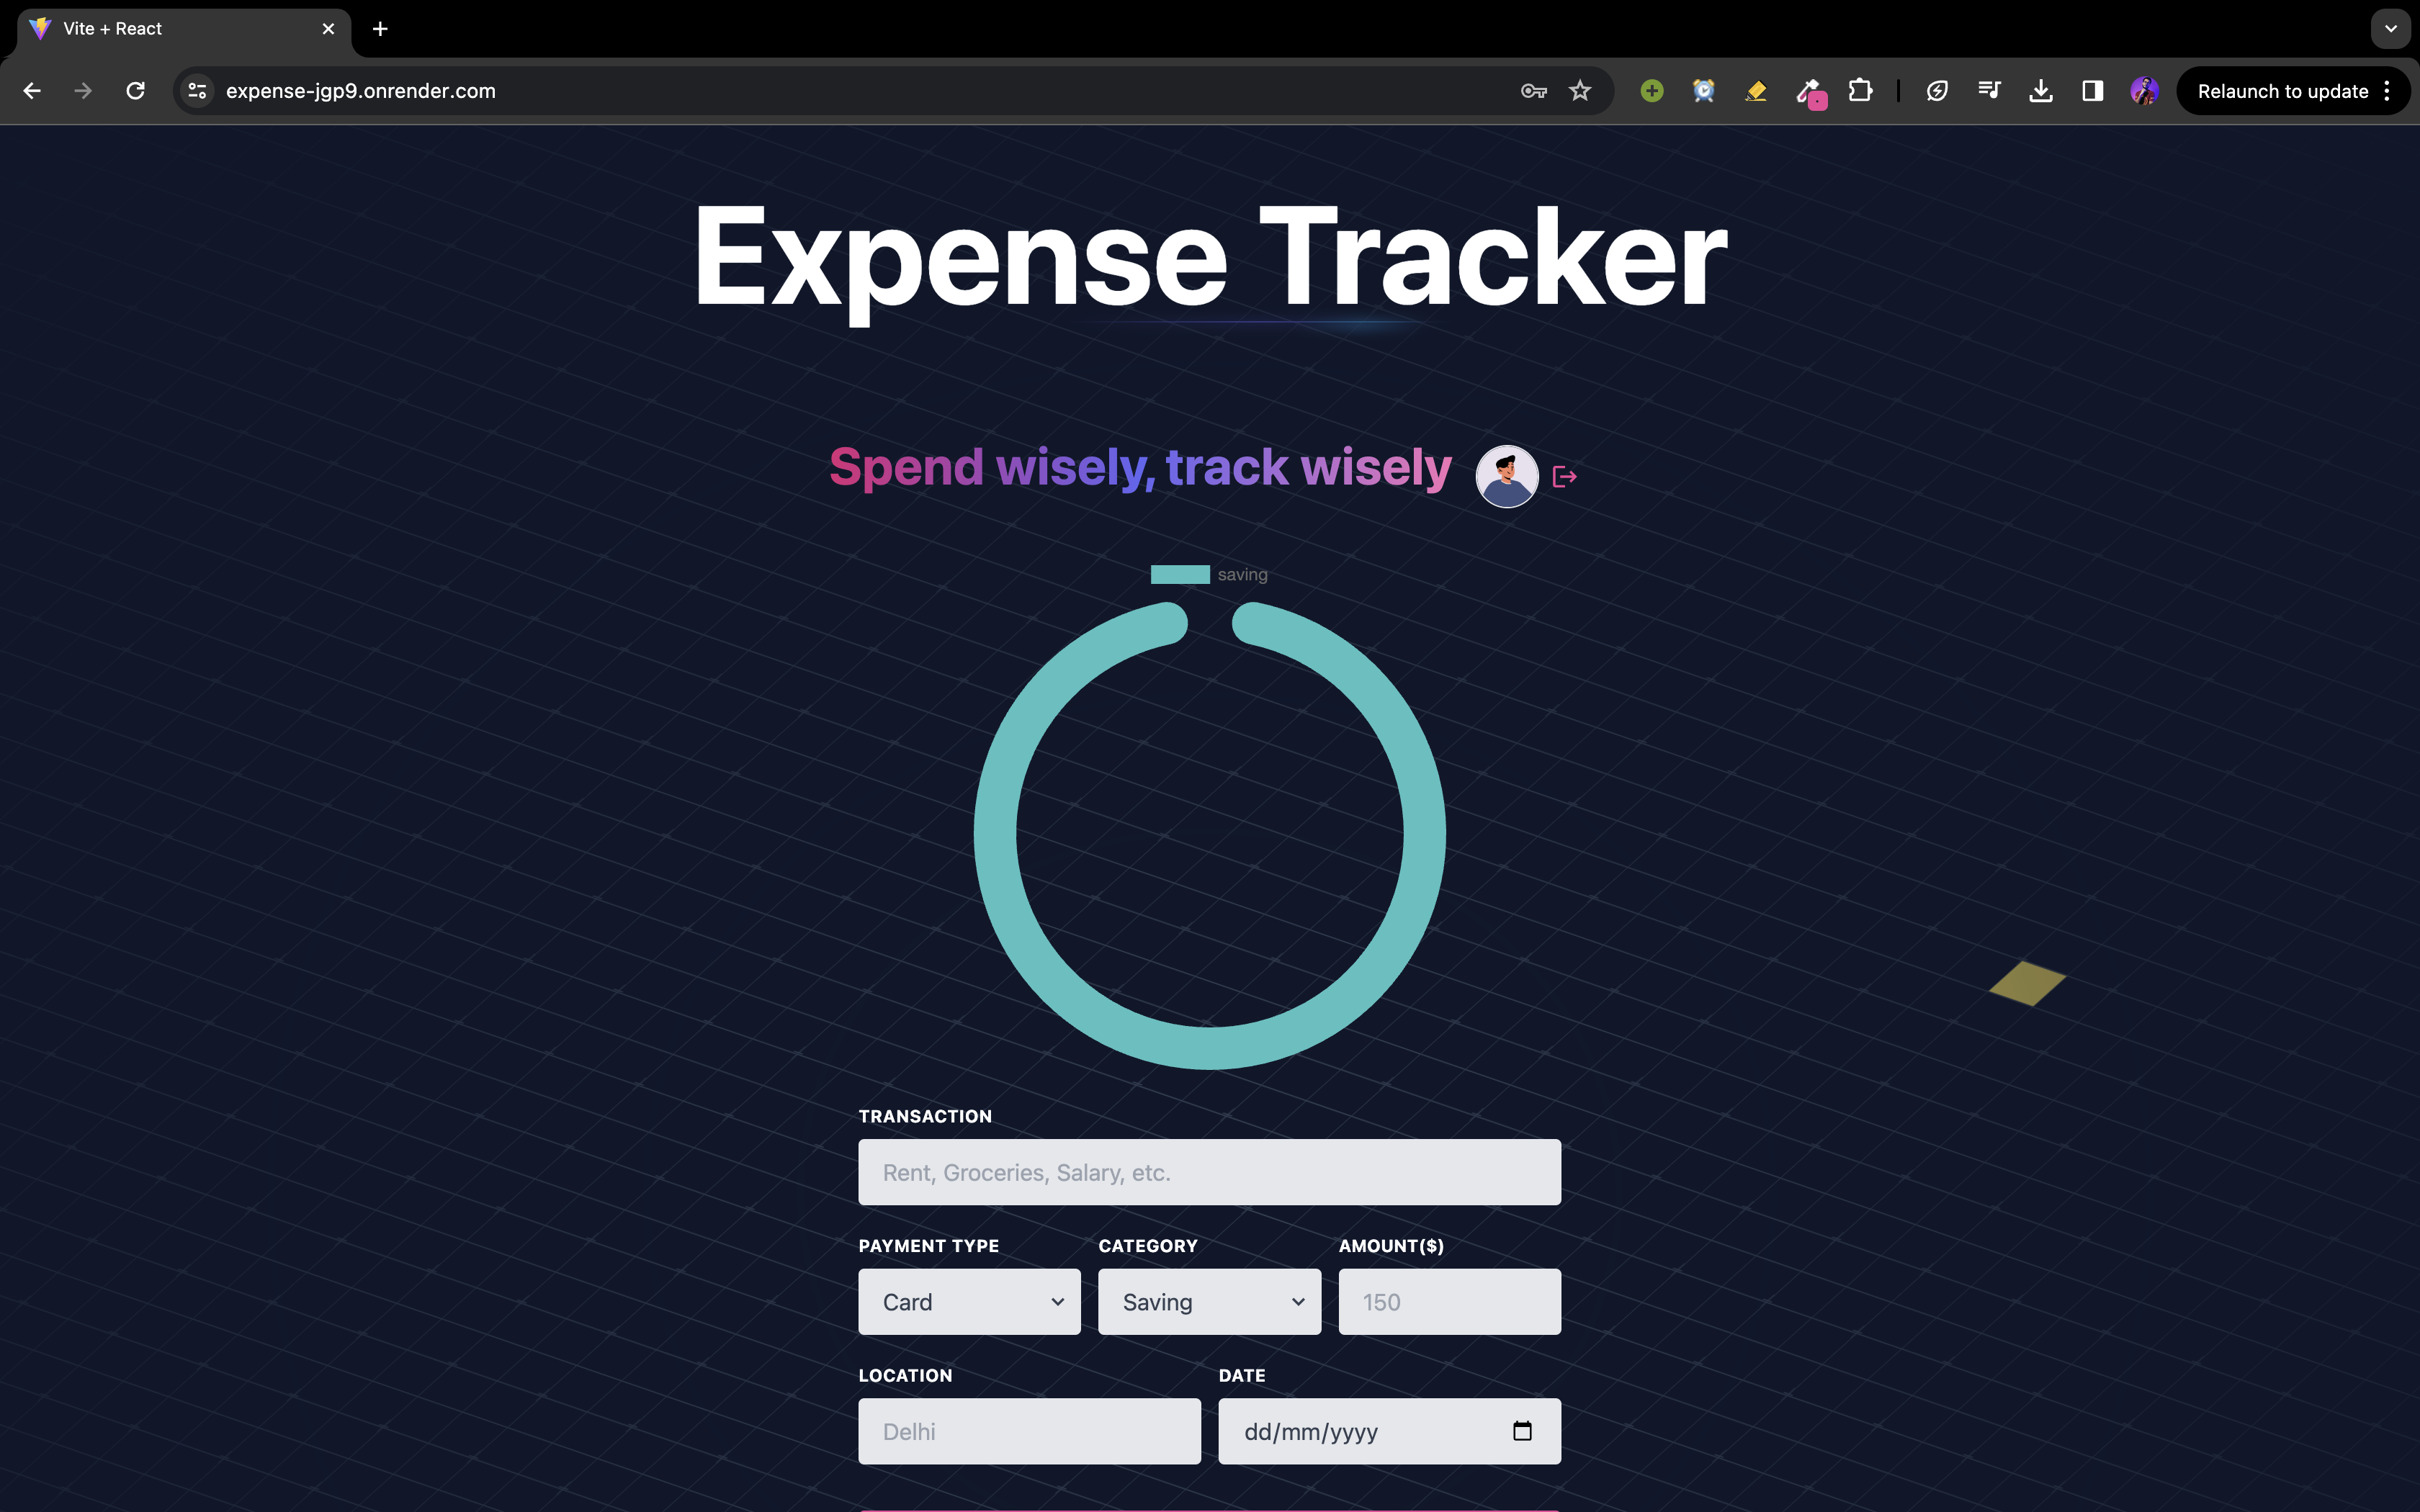 Vite + React
expense-jgp9.onrender.com
Relaunch to update
Expense Tracker
Spend wisely, track wisely
saving
TRANSACTION
Rent, Groceries, Salary, etc.
PAYMENT TYPE CATEGORY AMOUNT($)
Card Saving 150
LOCATION DATE
Delhi dd/mm/yyyy